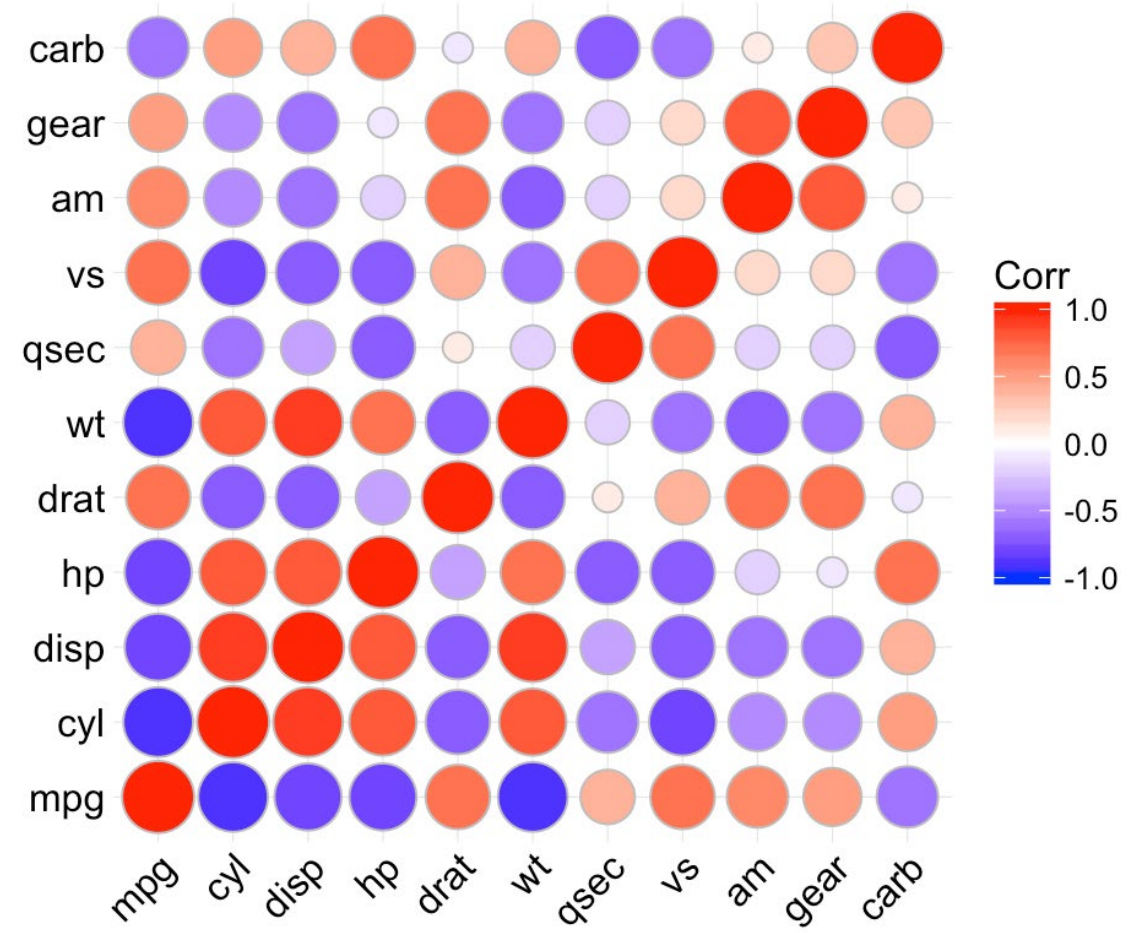 carb
gear
am
vs
qsec
wt
drat
hp
disp
cyl
mpg
mpg cyl disp hp drat wt qsec vs am gear carb
Corr
1.0
0.5
0.0
-0.5
-1.0